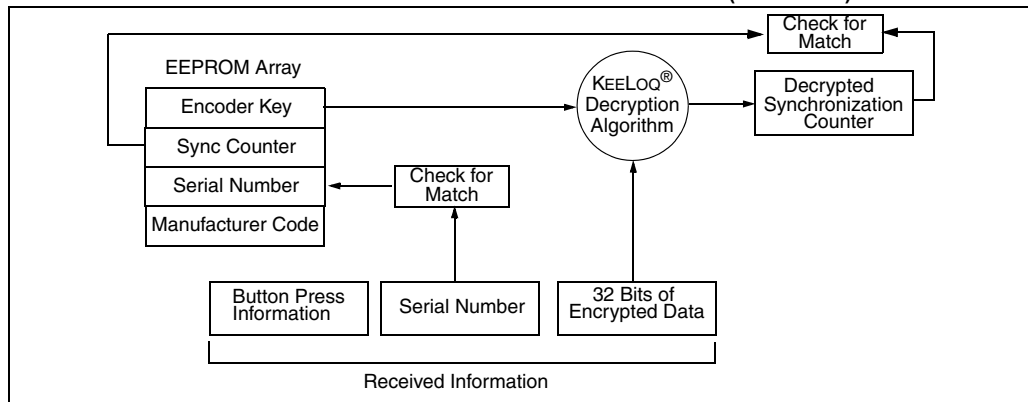 Check for
Match
EEPROM Array
Encoder Key
Sync Counter
Serial Number
Manufacturer Code
KEELOQ®
Decryption
Algorithm
Decrypted
Synchronization
Counter
Check for
Match
Button Press
Information
Serial Number
32 Bits of
Encrypted Data
Received Information